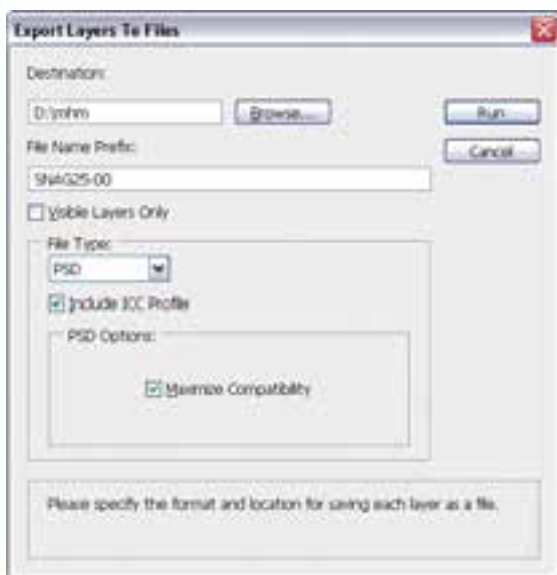 Export Layers To Files
Destination:
D:\mhm
Browse...
Run
File Name Prefix:
Cancel
SNAG25-00
Visible Layers Only
File Type:
PSD
Include ICC Profile
PSD Options:
Maximize Compatibility
Please specify the format and location for saving each layer as a file.